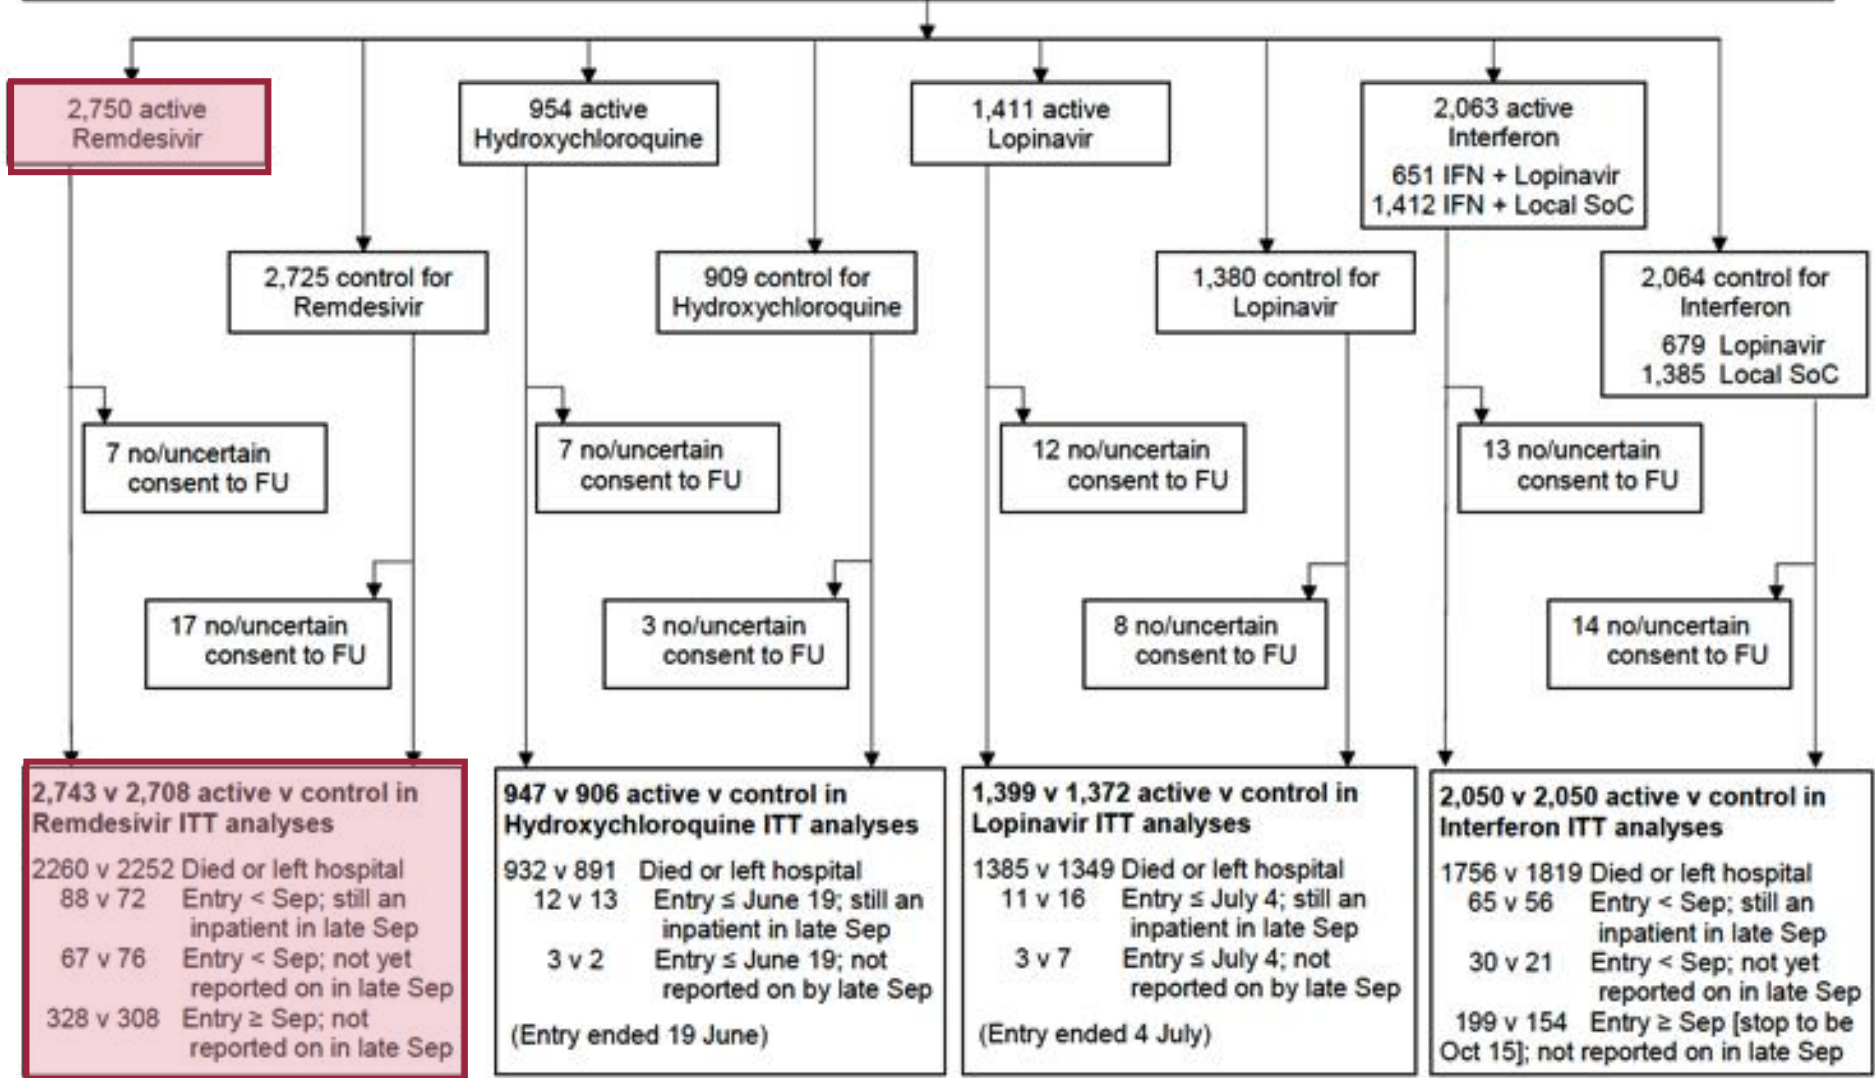 2,750 active
Remdesivir
954 active
Hydroxychloroquine
1,411 active
Lopinavir
2,063 active
Interferon
651 IFN + Lopinavir
1,412 IFN + Local SoC
2,725 control for
Remdesivir
909 control for
Hydroxychloroquine
1,380 control for
Lopinavir
2,064 control for
Interferon
679 Lopinavir
1,385 Local SoC
7 no/uncertain
consent to FU
7 no/uncertain
consent to FU
12 no/uncertain
consent to FU
13 no/uncertain
consent to FU
17 no/uncertain
consent to FU
3 no/uncertain
consent to FU
8 no/uncertain
consent to FU
14 no/uncertain
consent to FU
2,743 v 2,708 active v control in
Remdesivir ITT analyses
2260 v 2252 Died or left hospital
88 v 72 Entry < Sep; still an
inpatient in late Sep
67 v 76 Entry < Sep; not yet
reported on in late Sep
328 v 308 Entry ≥ Sep; not
reported on in late Sep
947 v 906 active v control in
Hydroxychloroquine ITT analyses
932 v 891 Died or left hospital
12 v 13 Entry ≤ June 19; still an
inpatient in late Sep
3 v 2 Entry ≤ June 19; not
reported on by late Sep
(Entry ended 19 June)
1,399 v 1,372 active v control in
Lopinavir ITT analyses
1385 v 1349 Died or left hospital
11 v 16 Entry ≤ July 4; still an
inpatient in late Sep
3 v 7 Entry ≤ July 4; not
reported on by late Sep
(Entry ended 4 July)
2,050 v 2,050 active v control in
Interferon ITT analyses
1756 v 1819 Died or left hospital
65 v 56 Entry < Sep; still an
inpatient in late Sep
30 v 21 Entry < Sep; not yet
reported on in late Sep
199 v 154 Entry ≥ Sep [stop to be
Oct 15]; not reported on in late Sep